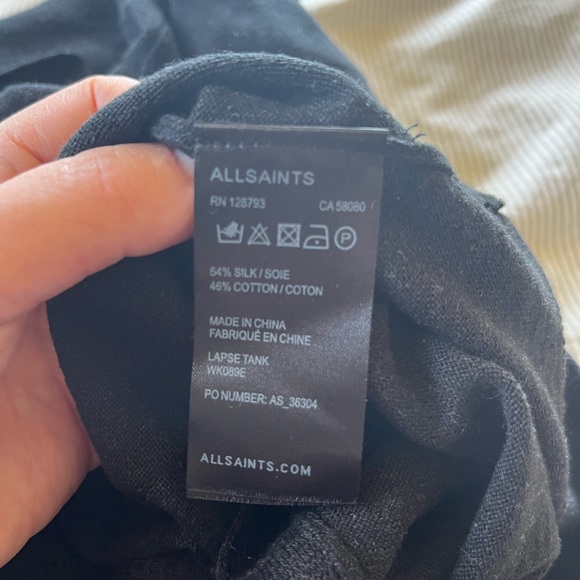 ALLSAINTS
RN 128793 CA 58080
54% SILK / SOIE
46% COTTON / COTON
MADE IN CHINA
FABRIQUÉ EN CHINE
LAPSE TANK
WK089E
PO NUMBER: AS_36304
ALLSAINTS.COM